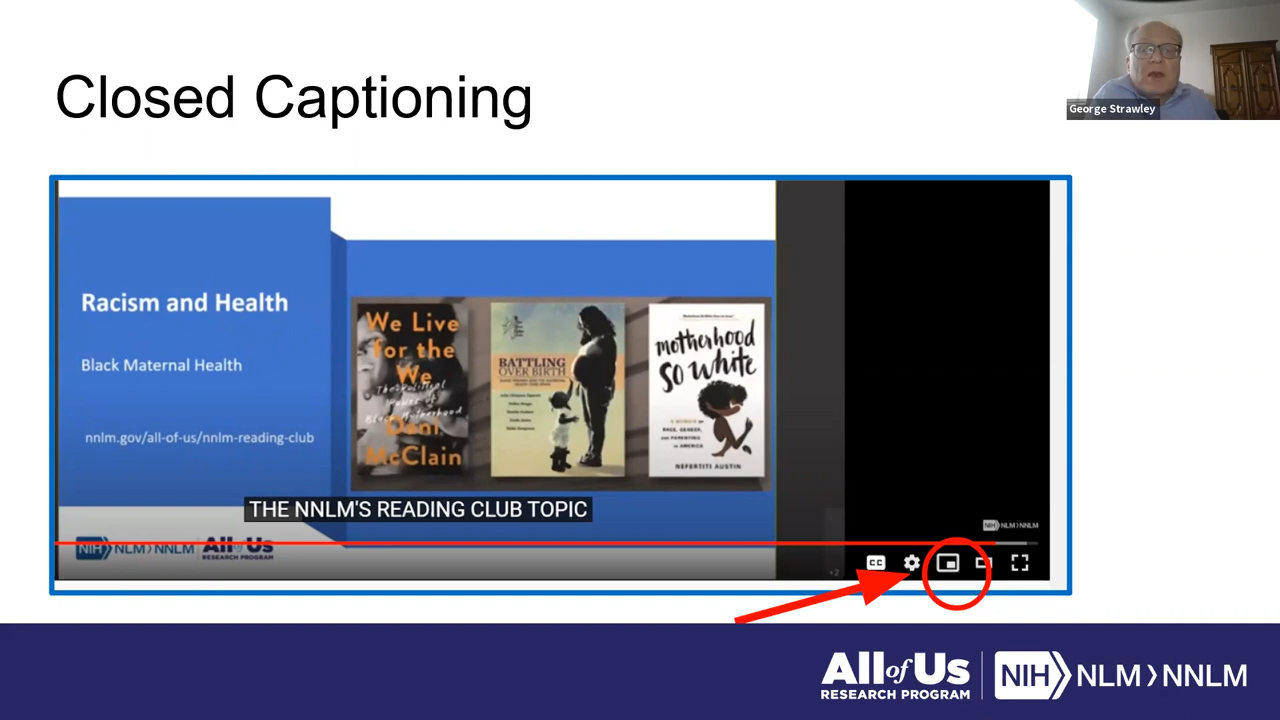 Closed Captioning
George Strawley
Racism and Health
Black Maternal Health
nnlm.gov/all-of-us/nnlm-reading-club
We Live
for the
We
The Political
Power of
Black Motherhood
Dani
McClain
BATTLING
OVER BIRTH
motherhood
so white
A MEMOIR OF
RACE, GENDER,
AND PARENTING
IN AMERICA
NEFERTITI AUSTIN
THE NNLM'S READING CLUB TOPIC
NIH NLM NNLM
All of Us
RESEARCH PROGRAM
NIH NLM NNLM
+2
CC
All of Us
RESEARCH PROGRAM
NIH NLM NNLM